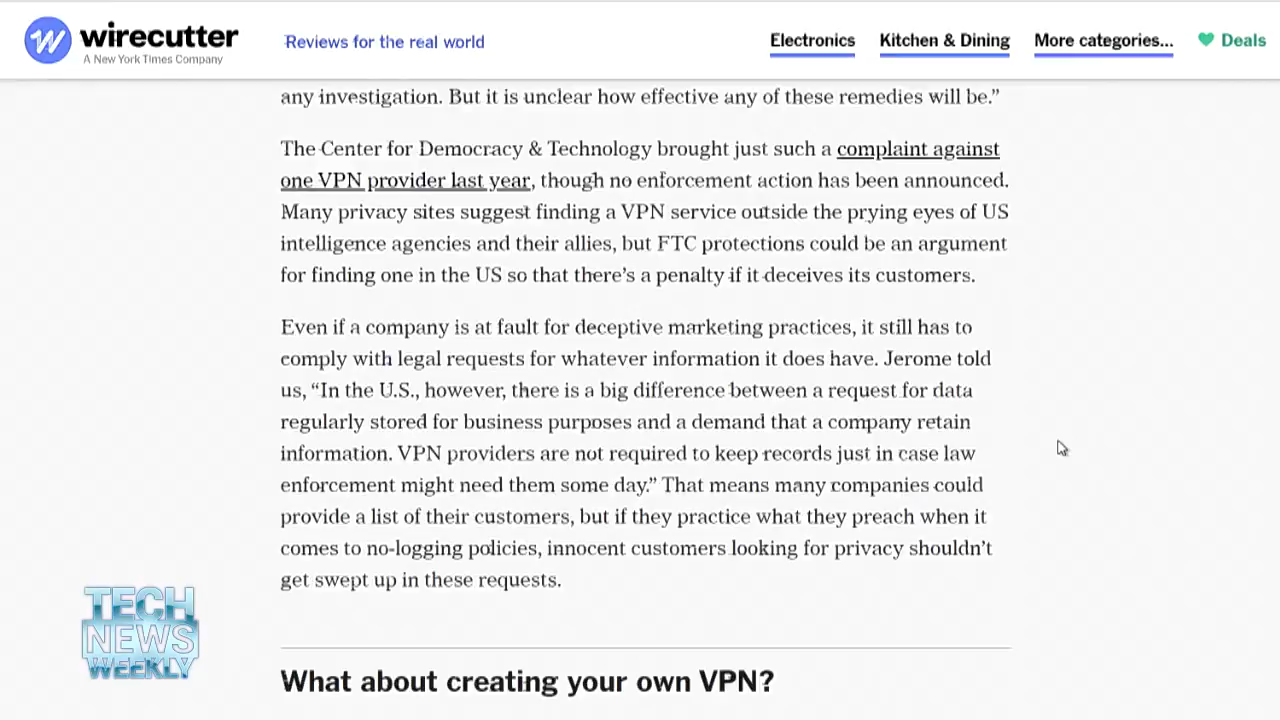 wirecutter
A New York Times Company
Reviews for the real world
Electronics
Kitchen & Dining
More categories...
Deals
any investigation. But it is unclear how effective any of these remedies will be.”
The Center for Democracy & Technology brought just such a complaint against
one VPN provider last year, though no enforcement action has been announced.
Many privacy sites suggest finding a VPN service outside the prying eyes of US
intelligence agencies and their allies, but FTC protections could be an argument
for finding one in the US so that there’s a penalty if it deceives its customers.
Even if a company is at fault for deceptive marketing practices, it still has to
comply with legal requests for whatever information it does have. Jerome told
us, “In the U.S., however, there is a big difference between a request for data
regularly stored for business purposes and a demand that a company retain
information. VPN providers are not required to keep records just in case law
enforcement might need them some day.” That means many companies could
provide a list of their customers, but if they practice what they preach when it
comes to no-logging policies, innocent customers looking for privacy shouldn’t
get swept up in these requests.
TECH
NEWS
WEEKLY
What about creating your own VPN?